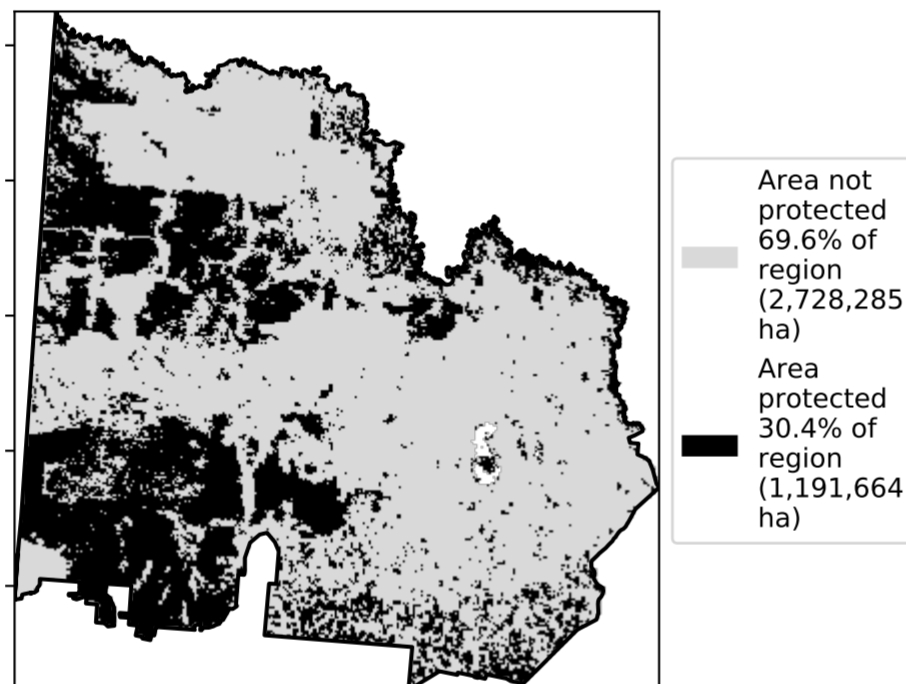 Area not
protected
69.6% of
region
(2,728,285
ha)
Area
protected
30.4% of
region
(1,191,664
ha)